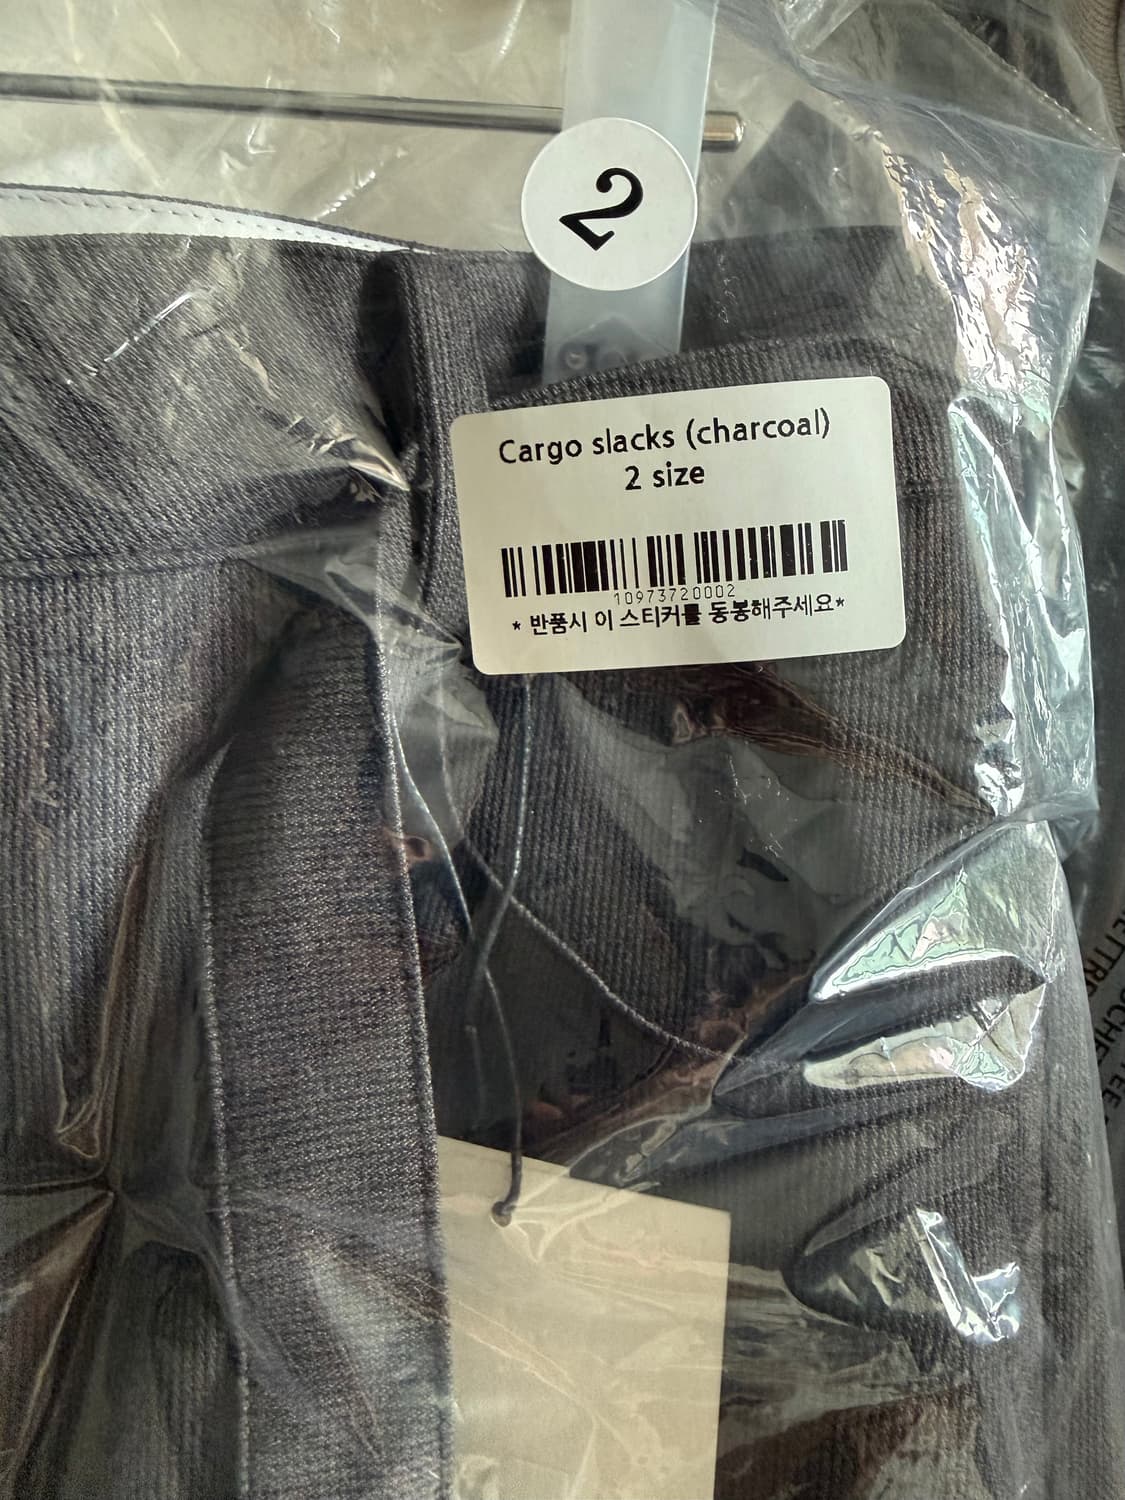 2
Cargo slacks (charcoal)
2 size
10973720002
* 반품시 이 스티커를 동봉해주세요*